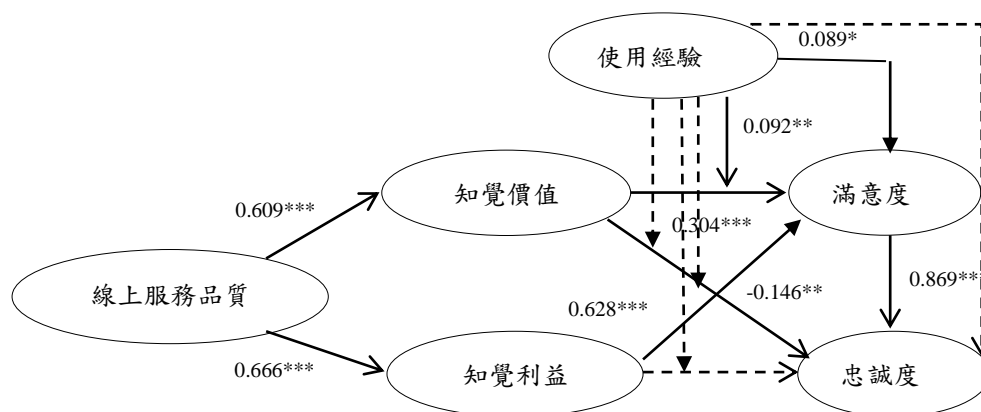 使用經驗
0.089*
0.092**
知覺價值
滿意度
0.609***
0.304***
線上服務品質
0.869**
0.628***
-0.146**
0.666***
知覺利益
忠誠度